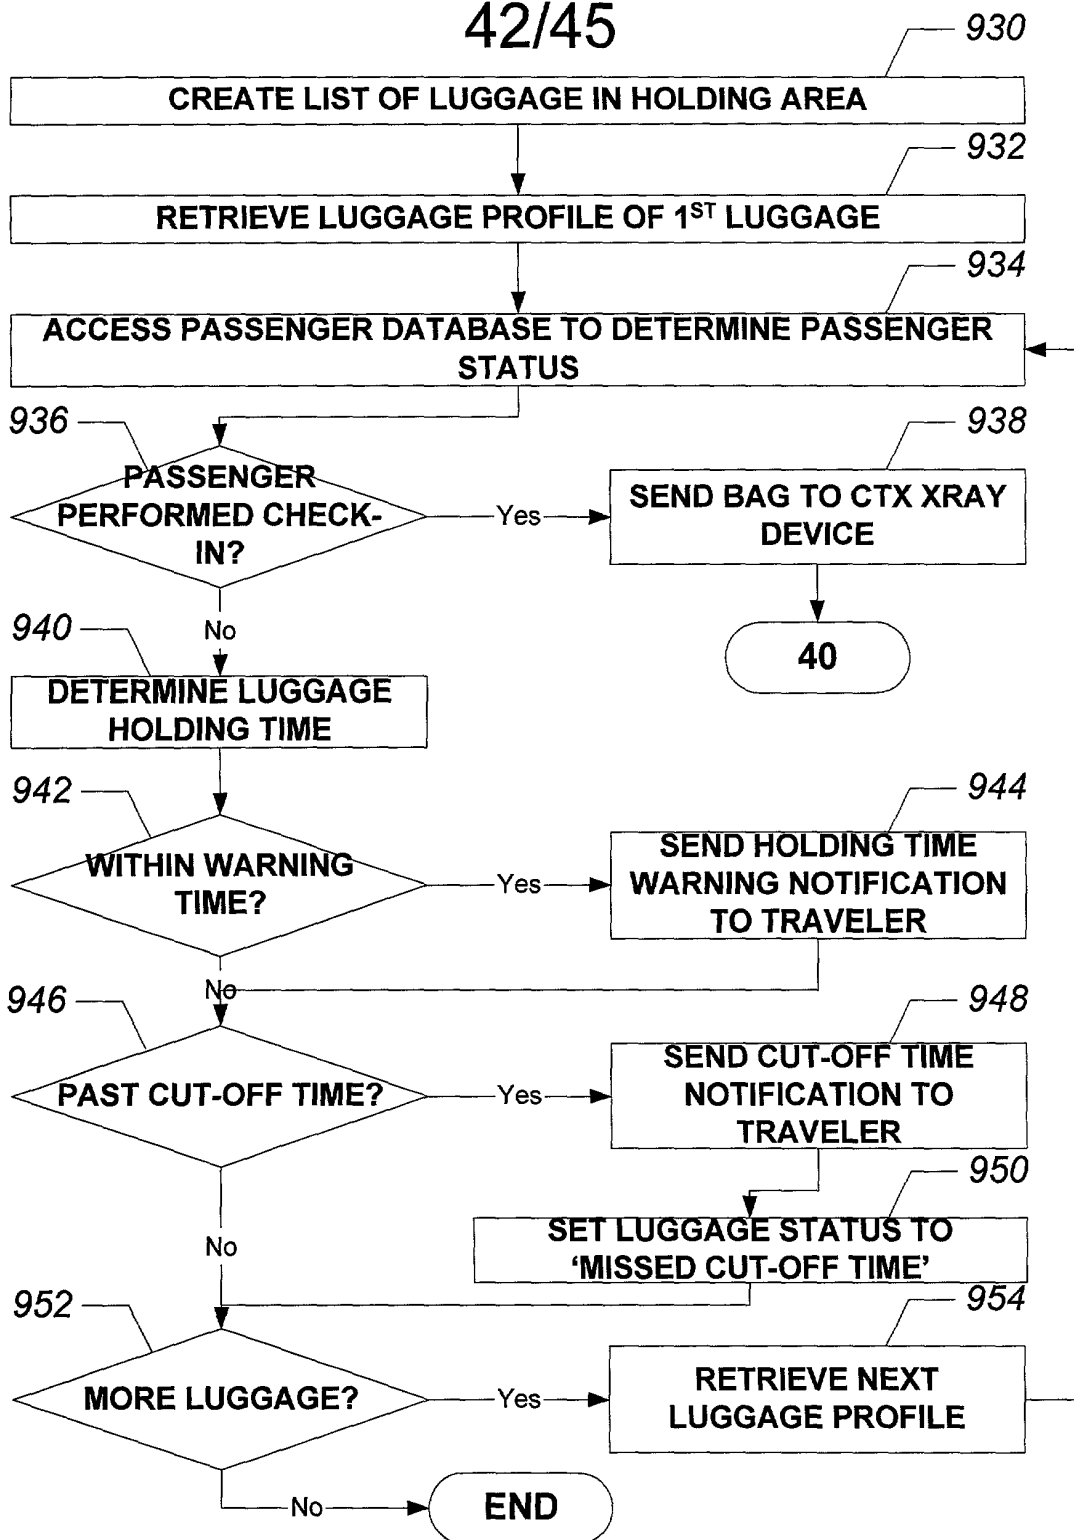 42/45
930
CREATE LIST OF LUGGAGE IN HOLDING AREA
932
RETRIEVE LUGGAGE PROFILE OF 1ST LUGGAGE
934
ACCESS PASSENGER DATABASE TO DETERMINE PASSENGER
STATUS
936
PASSENGER
PERFORMED CHECK-
IN?
Yes
938
SEND BAG TO CTX XRAY
DEVICE
40
No
940
DETERMINE LUGGAGE
HOLDING TIME
942
WITHIN WARNING
TIME?
Yes
944
SEND HOLDING TIME
WARNING NOTIFICATION
TO TRAVELER
No
946
PAST CUT-OFF TIME?
Yes
948
SEND CUT-OFF TIME
NOTIFICATION TO
TRAVELER
950
SET LUGGAGE STATUS TO
‘MISSED CUT-OFF TIME’
No
952
MORE LUGGAGE?
Yes
954
RETRIEVE NEXT
LUGGAGE PROFILE
No
END